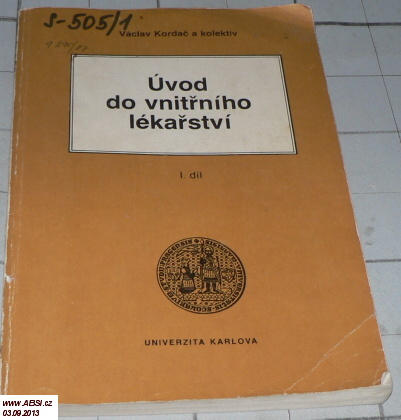 S-505/1
Václav Kordač a kolektiv
Úvod
do vnitřního
lékařství
I. díl
UNIVERZITA KARLOVA
www.ABSI.cz
03.09.2013